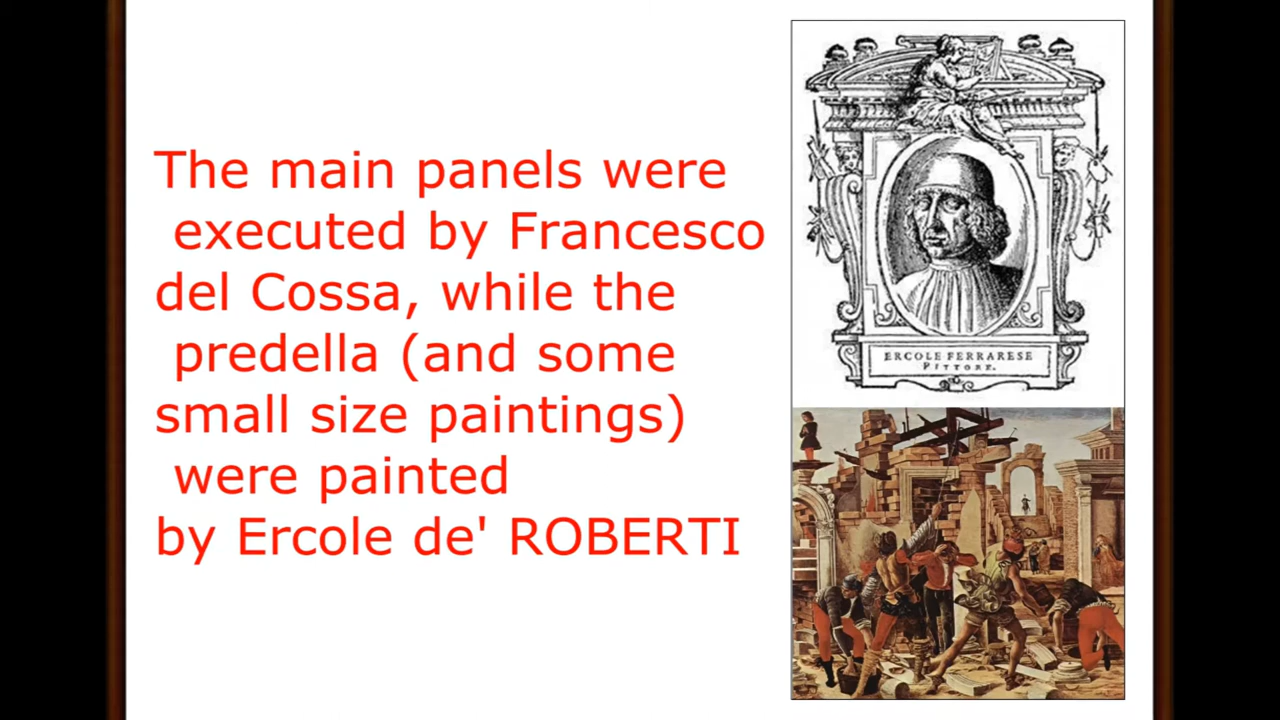 The main panels were
executed by Francesco
del Cossa, while the
predella (and some
small size paintings)
were painted
by Ercole de' ROBERTI
ERCOLE FERRARESE
PITTORE.